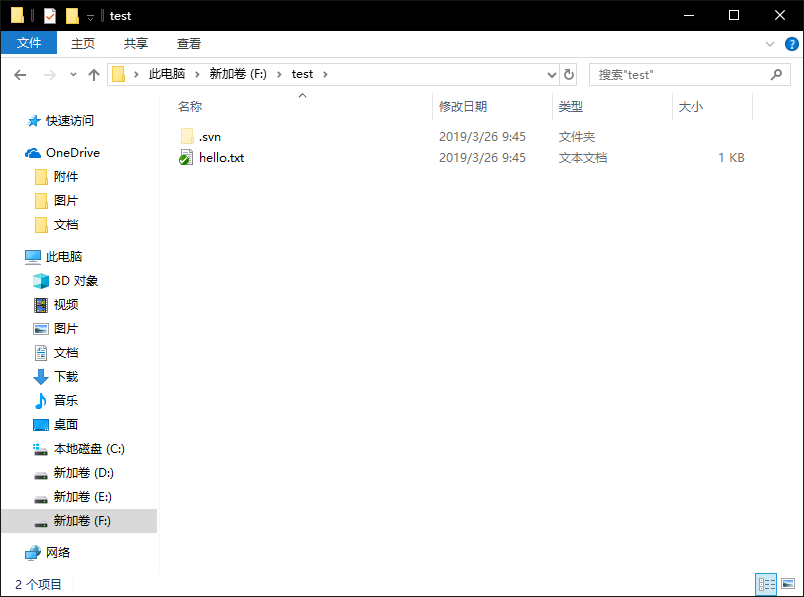 test
文件 主页 共享 查看
此电脑 新加卷 (F:) test 搜索"test"
名称 修改日期 类型 大小
.svn 2019/3/26 9:45 文件夹
hello.txt 2019/3/26 9:45 文本文档 1 KB
快速访问
OneDrive
附件
图片
文档
此电脑
3D 对象
视频
图片
文档
下载
音乐
桌面
本地磁盘 (C:)
新加卷 (D:)
新加卷 (E:)
新加卷 (F:)
网络
2 个项目